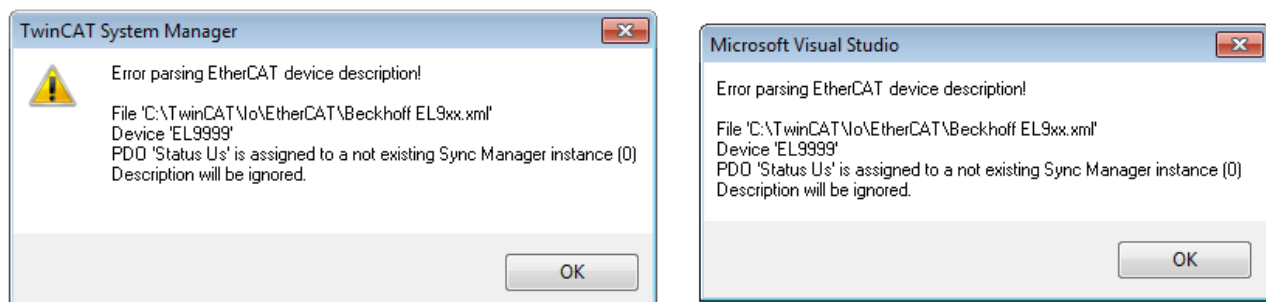 TwinCAT System Manager
Error parsing EtherCAT device description!
File 'C:\TwinCAT\Io\EtherCAT\Beckhoff EL9xx.xml'
Device 'EL9999'
PDO 'Status Us' is assigned to a not existing Sync Manager instance (0)
Description will be ignored.
OK
Microsoft Visual Studio
Error parsing EtherCAT device description!
File 'C:\TwinCAT\Io\EtherCAT\Beckhoff EL9xx.xml'
Device 'EL9999'
PDO 'Status Us' is assigned to a not existing Sync Manager instance (0)
Description will be ignored.
OK